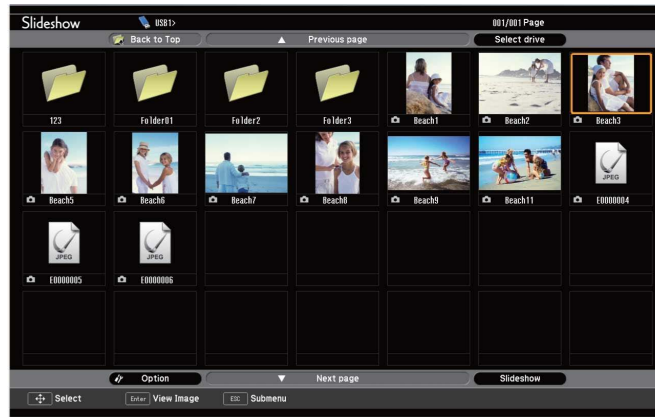 Slideshow USB1> 001/001 Page
Back to Top Previous page Select drive
123 Folder01 Folder2 Folder3 Beach1 Beach2 Beach3
Beach5 Beach6 Beach7 Beach8 Beach9 Beach11 E0000004
JPEG
JPEG JPEG
E0000005 E0000006
Option Next page Slideshow
Select Enter View Image ESC Submenu